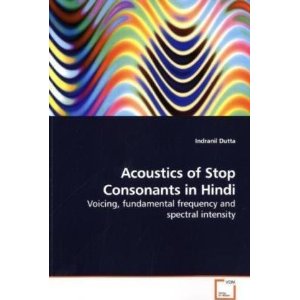 Indranil Dutta
Acoustics of Stop
Consonants in Hindi
Voicing, fundamental frequency and
spectral intensity